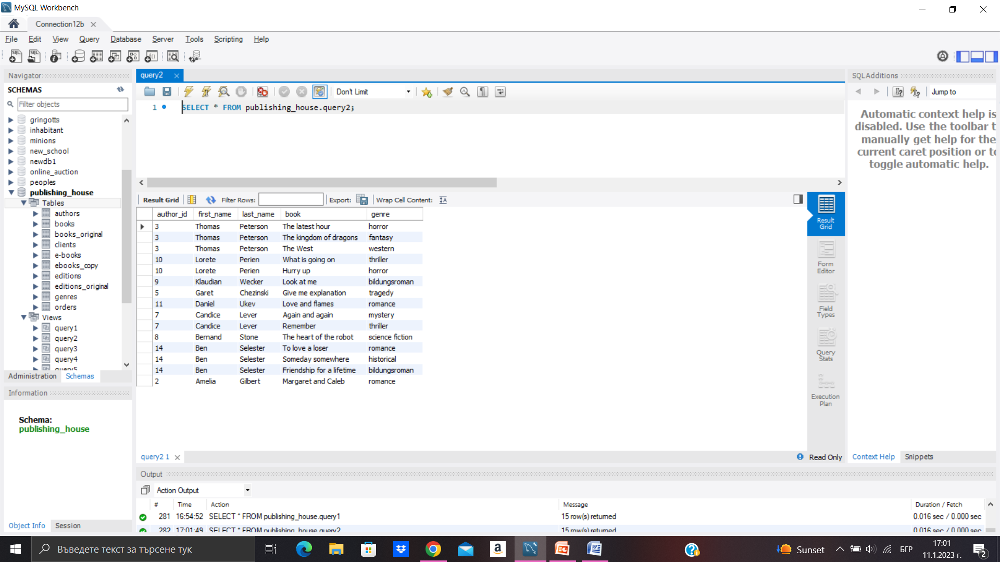 MySQL Workbench
Connection12b
File Edit View Query Database Server Tools Scripting Help
Navigator
SCHEMAS
Filter objects
gringotts
inhabitant
minions
new_school
newdb1
online_auction
peoples
publishing_house
Tables
authors
books
books_original
clients
e-books
ebooks_copy
editions
editions_original
genres
orders
Views
query1
query2
query3
query4
query5
Administration Schemas
Information
Schema:
publishing_house
Object Info Session
query2
Don't Limit
1 SELECT * FROM publishing_house.query2;
Result Grid Filter Rows: Export: Wrap Cell Content:
author_id first_name last_name book genre
3 Thomas Peterson The latest hour horror
3 Thomas Peterson The kingdom of dragons fantasy
3 Thomas Peterson The West western
10 Lorete Perien What is going on thriller
10 Lorete Perien Hurry up horror
9 Klaudian Wecker Look at me bildungsroman
5 Garet Chezinski Give me explanation tragedy
11 Daniel Ukev Love and flames romance
7 Candice Lever Again and again mystery
7 Candice Lever Remember thriller
8 Bernand Stone The heart of the robot science fiction
14 Ben Selester To love a loser romance
14 Ben Selester Someday somewhere historical
14 Ben Selester Friendship for a lifetime bildungsroman
2 Amelia Gilbert Margaret and Caleb romance
Result
Grid
Form
Editor
Field
Types
Query
Stats
Execution
Plan
query2 1
Read Only
SQLAdditions
Jump to
Automatic context help is
disabled. Use the toolbar t
manually get help for the
current caret position or to
toggle automatic help.
Context Help Snippets
Output
Action Output
# Time Action Message Duration / Fetch
281 16:54:52 SELECT * FROM publishing_house.query1 15 row(s) returned 0.016 sec / 0.000 sec
282 17:01:49 SELECT * FROM publishing_house.query2 15 row(s) returned 0.016 sec / 0.000 sec
Въведете текст за търсене тук
Sunset
БГР
17:01
11.1.2023 г.
2